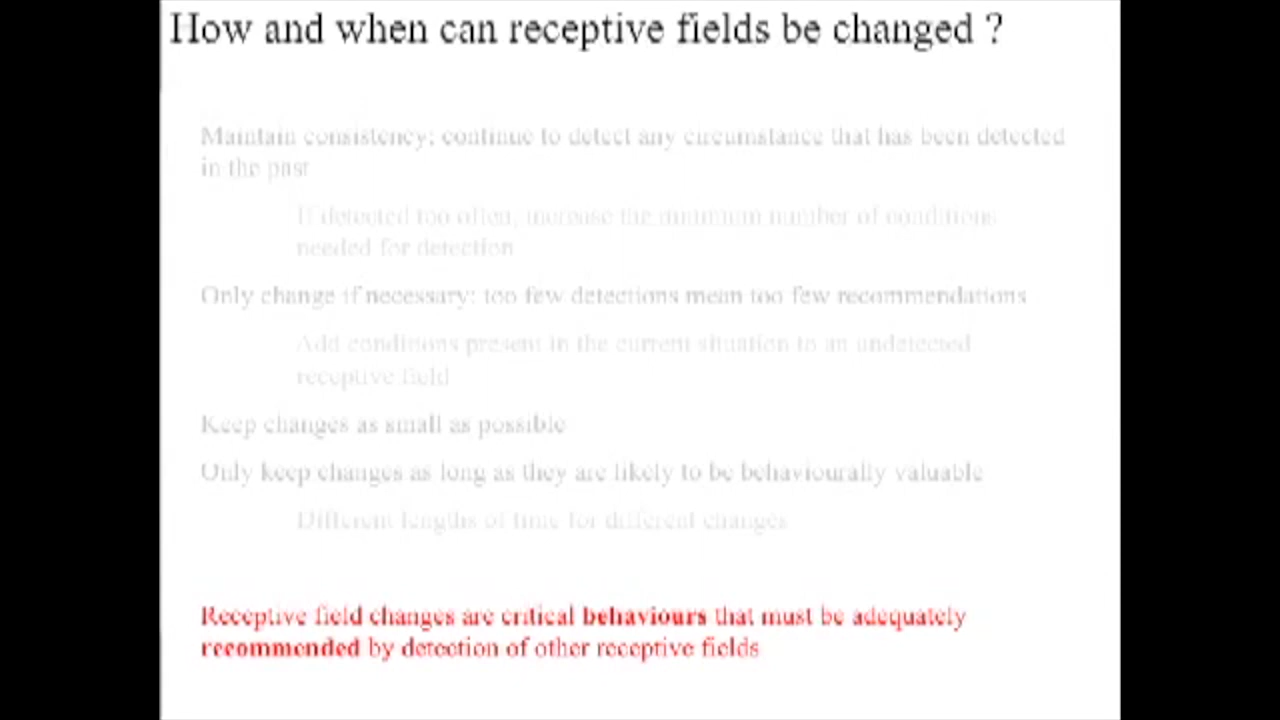 How and when can receptive fields be changed ?
Maintain consistency: continue to detect any circumstance that has been detected
in the past
If detected too often, increase the minimum number of conditions
needed for detection
Only change if necessary: too few detections mean too few recommendations
Add conditions present in the current situation to an undetected
receptive field
Keep changes as small as possible
Only keep changes as long as they are likely to be behaviourally valuable
Different lengths of time for different changes
Receptive field changes are critical behaviours that must be adequately
recommended by detection of other receptive fields